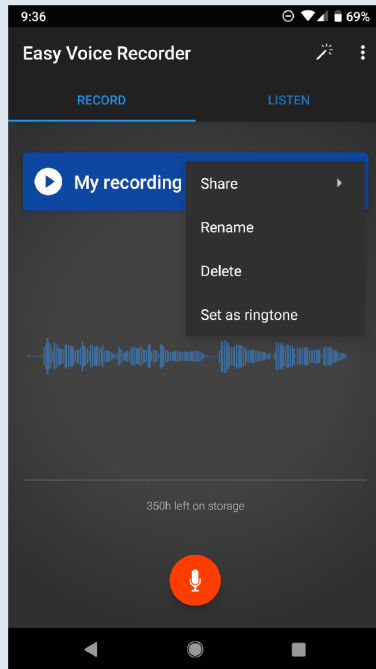 9:36 69%
Easy Voice Recorder
RECORD LISTEN
My recording
Share
Rename
Delete
Set as ringtone
350h left on storage